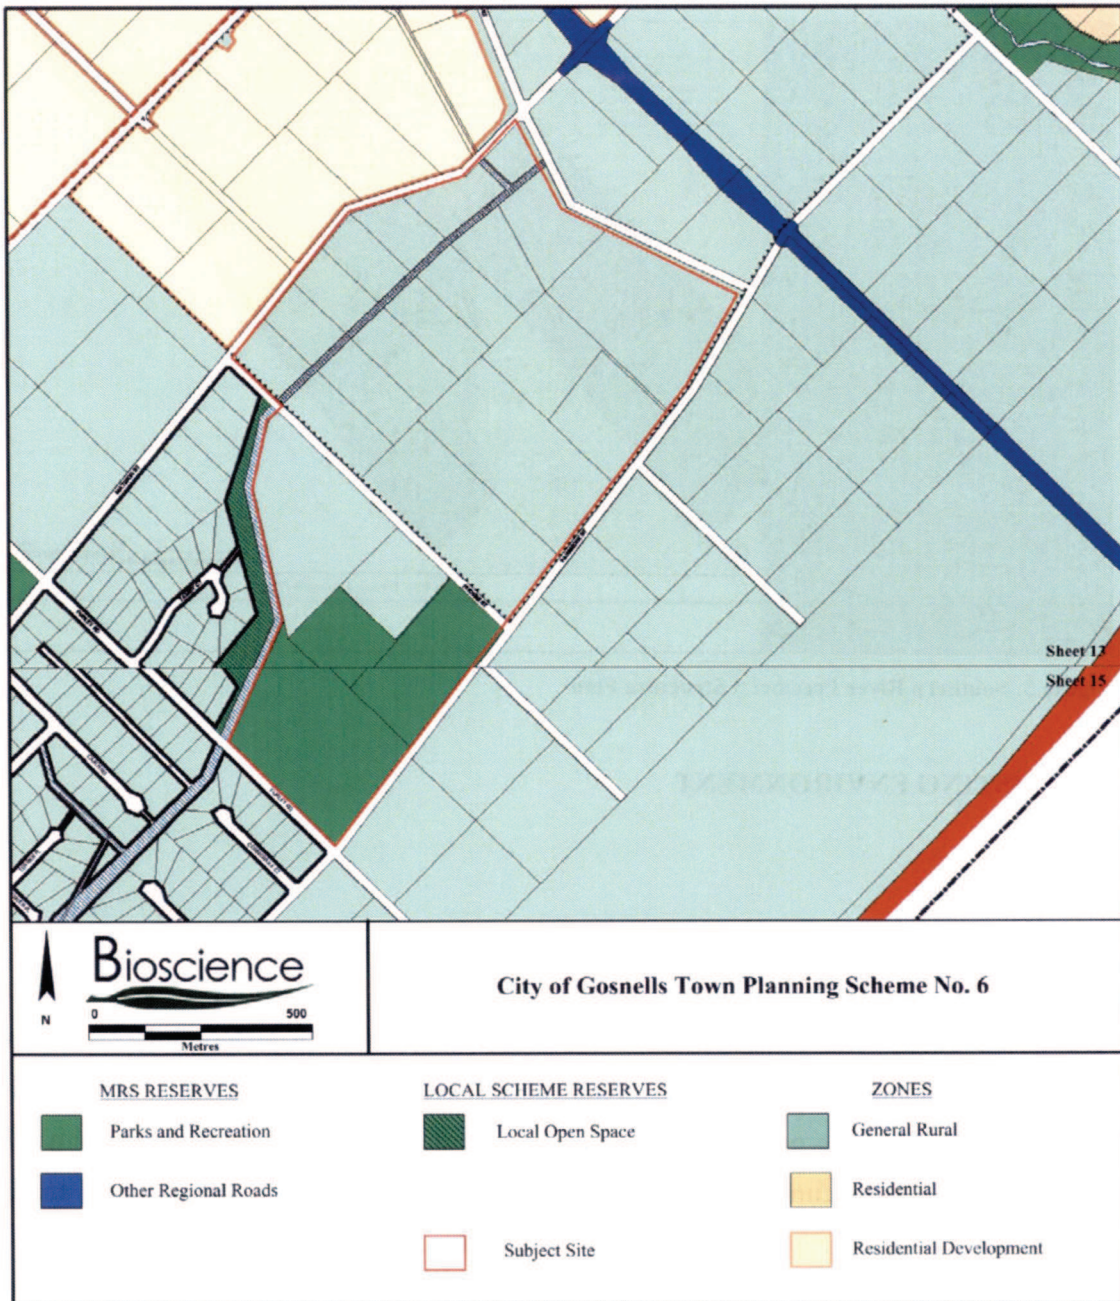 Sheet 13
Sheet 15
Bioscience
N
0 500
Metres
City of Gosnells Town Planning Scheme No. 6
MRS RESERVES
Parks and Recreation
Other Regional Roads
LOCAL SCHEME RESERVES
Local Open Space
Subject Site
ZONES
General Rural
Residential
Residential Development